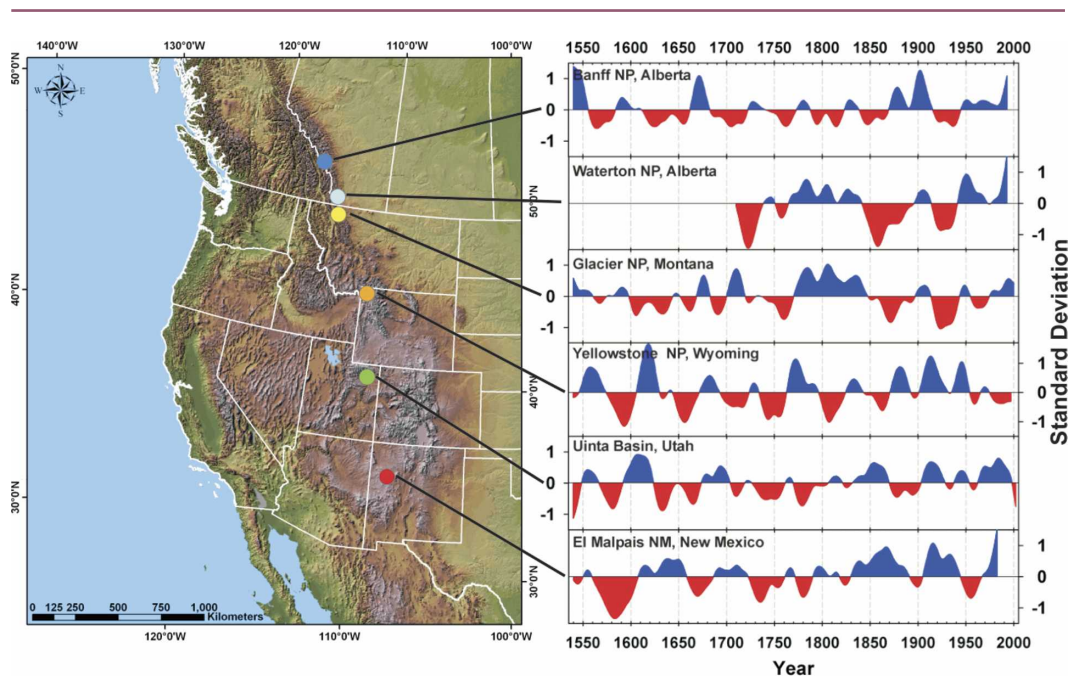 140°0'W 130°0'W 120°0'W 110°0'W 100°0'W
50°0'N
N
W E
S
40°0'N
30°0'N
50°0'N
40°0'N
30°0'N
0 125 250 500 750 1,000
Kilometers
120°0'W 110°0'W 100°0'W
1550 1600 1650 1700 1750 1800 1850 1900 1950 2000
Banff NP, Alberta
1
0
-1
Waterton NP, Alberta
1
0
-1
Glacier NP, Montana
1
0
-1
Yellowstone NP, Wyoming
1
0
-1
Uinta Basin, Utah
1
0
-1
El Malpais NM, New Mexico
1
0
-1
Standard Deviation
1550 1600 1650 1700 1750 1800 1850 1900 1950 2000
Year